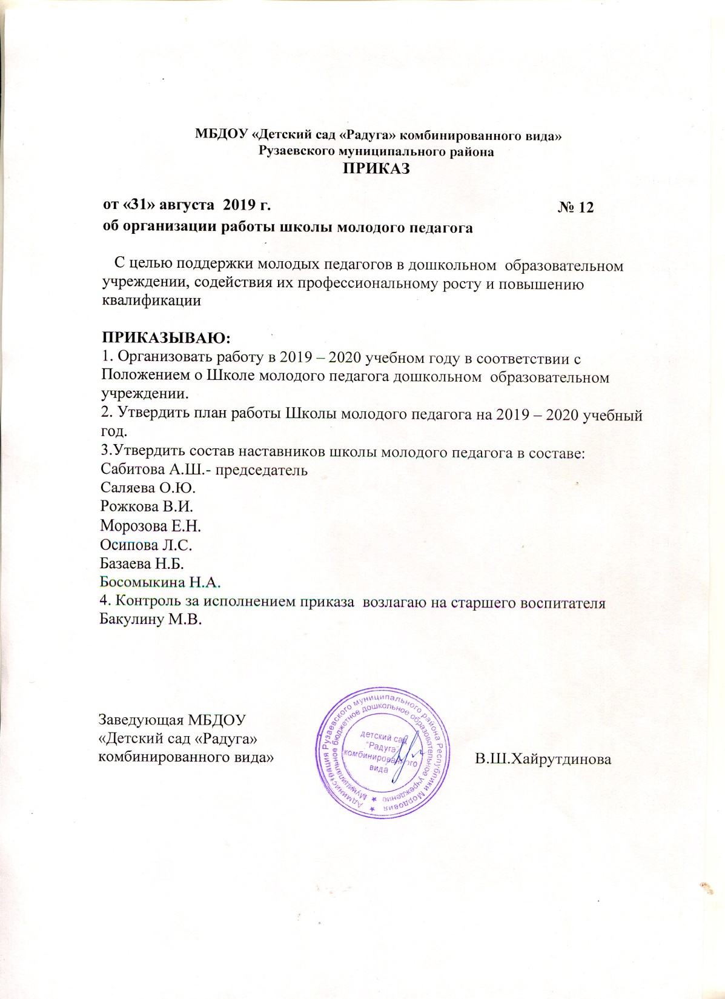 МБДОУ «Детский сад «Радуга» комбинированного вида»
Рузаевского муниципального района
ПРИКАЗ
от «31» августа  2019 г. № 12
об организации работы школы молодого педагога
С целью поддержки молодых педагогов в дошкольном  образовательном
учреждении, содействия их профессиональному росту и повышению
квалификации
ПРИКАЗЫВАЮ:
1. Организовать работу в 2019 – 2020 учебном году в соответствии с
Положением о Школе молодого педагога дошкольном  образовательном
учреждении.
2. Утвердить план работы Школы молодого педагога на 2019 – 2020 учебный
год.
3.Утвердить состав наставников школы молодого педагога в составе:
Сабитова А.Ш.- председатель
Саляева О.Ю.
Рожкова В.И.
Морозова Е.Н.
Осипова Л.С.
Базаева Н.Б.
Босомыкина Н.А.
4. Контроль за исполнением приказа  возлагаю на старшего воспитателя
Бакулину М.В.
Заведующая МБДОУ
«Детский сад «Радуга»
комбинированного вида» В.Ш.Хайрутдинова
Администрация Рузаевского муниципального района Республики Мордовия
Муниципальное бюджетное дошкольное образовательное учреждение
детский сад
"Радуга"
комбинированного
вида